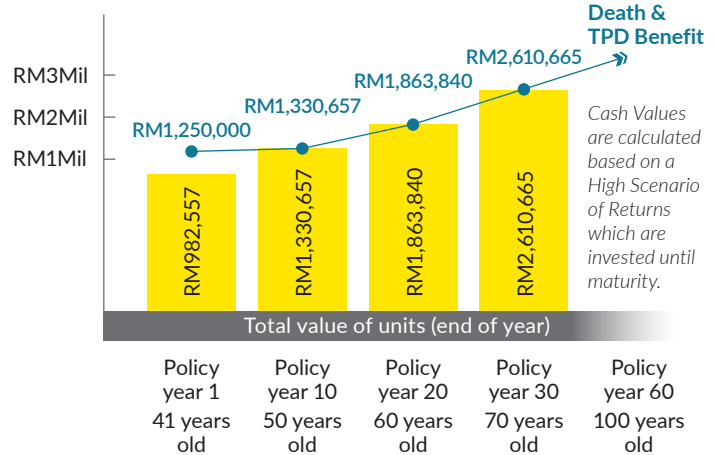 Death &
TPD Benefit
RM3Mil
RM2Mil
RM1Mil
RM1,250,000
RM1,330,657
RM1,863,840
RM2,610,665
RM982,557
RM1,330,657
RM1,863,840
RM2,610,665
Cash Values
are calculated
based on a
High Scenario
of Returns
which are
invested until
maturity.
Total value of units (end of year)
Policy
year 1
41 years
old
Policy
year 10
50 years
old
Policy
year 20
60 years
old
Policy
year 30
70 years
old
Policy
year 60
100 years
old